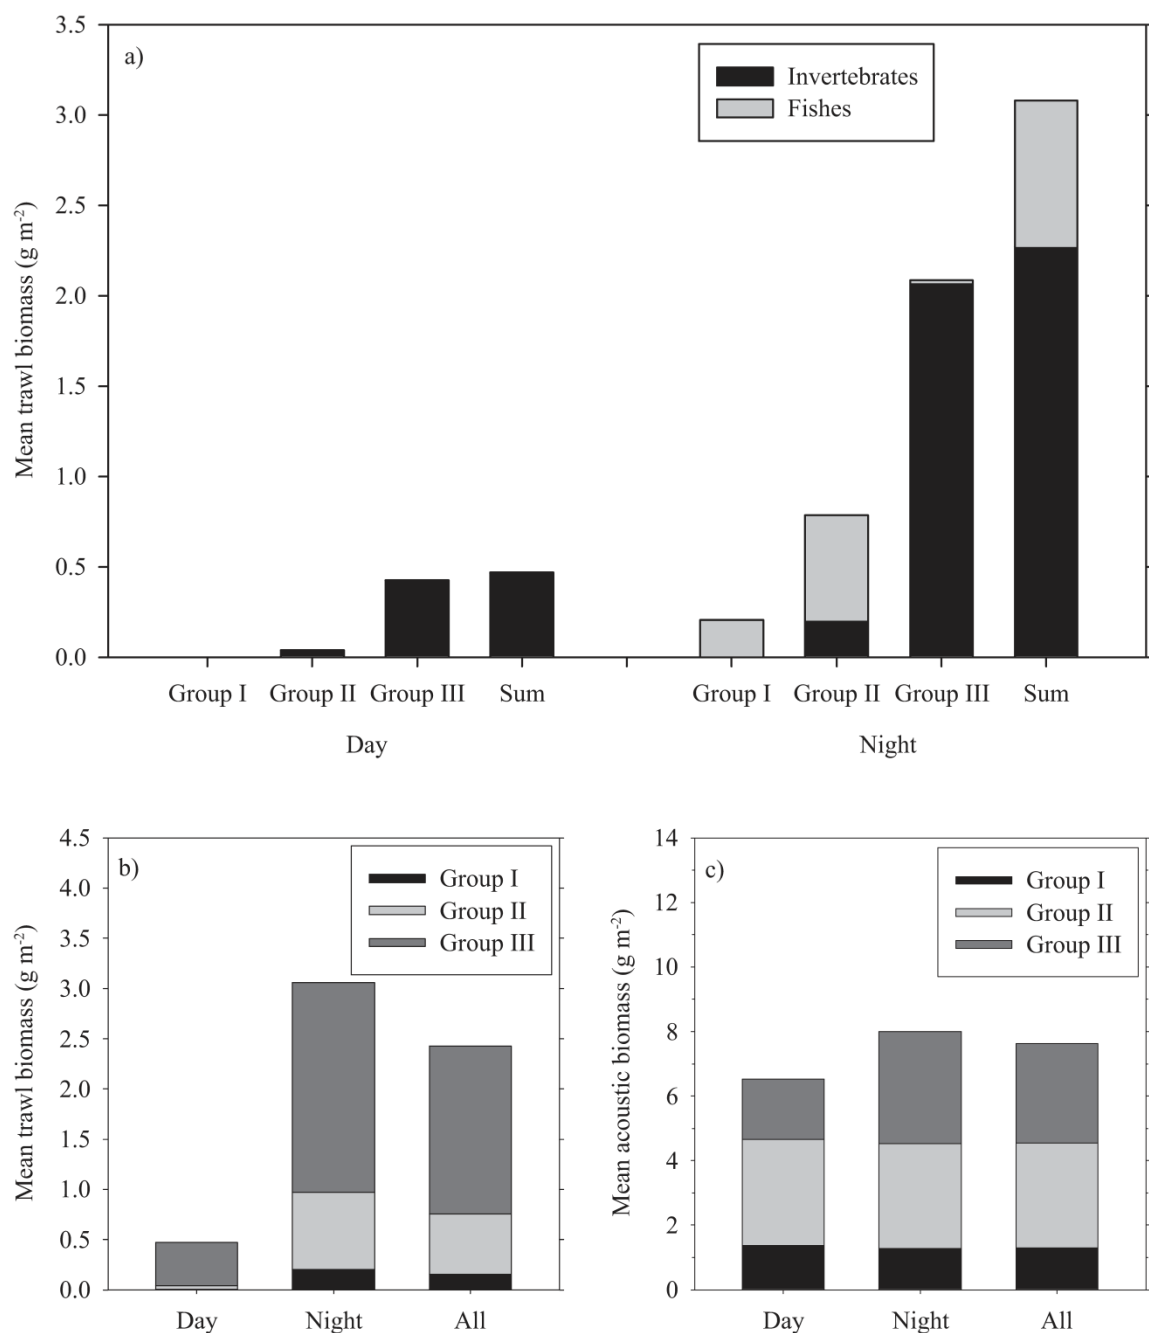 a)
Invertebrates
Fishes
Mean trawl biomass (g m-2)
3.5
3.0
2.5
2.0
1.5
1.0
0.5
0.0
Group I Group II Group III Sum Group I Group II Group III Sum
Day Night
b)
Group I
Group II
Group III
Mean trawl biomass (g m-2)
4.5
4.0
3.5
3.0
2.5
2.0
1.5
1.0
0.5
0.0
Day Night All
c)
Group I
Group II
Group III
Mean acoustic biomass (g m-2)
14
12
10
8
6
4
2
0
Day Night All